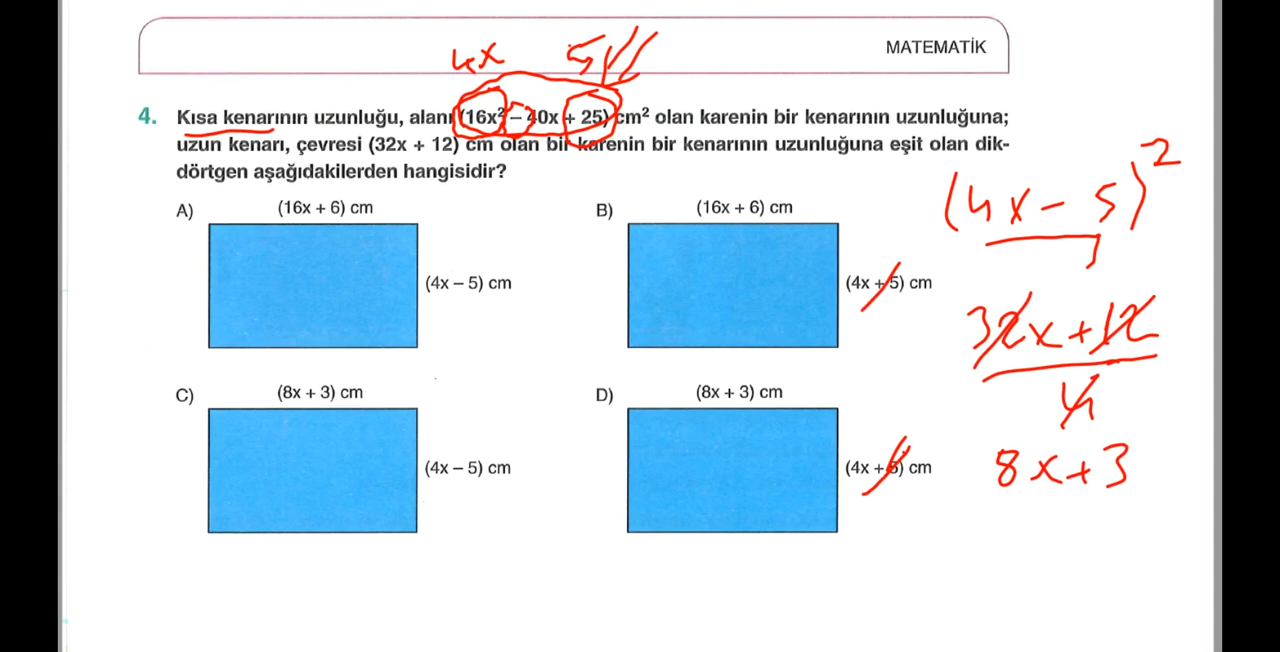 MATEMATİK
4x 5
4. Kısa kenarının uzunluğu, alanı (16x² – 40x + 25) cm² olan karenin bir kenarının uzunluğuna;
uzun kenarı, çevresi (32x + 12) cm olan bir karenin bir kenarının uzunluğuna eşit olan dik-
dörtgen aşağıdakilerden hangisidir?
(4x – 5)²
A) (16x + 6) cm
(4x – 5) cm
B) (16x + 6) cm
(4x + 5) cm
32x + 12
4
C) (8x + 3) cm
(4x – 5) cm
D) (8x + 3) cm
(4x + 5) cm
8x + 3